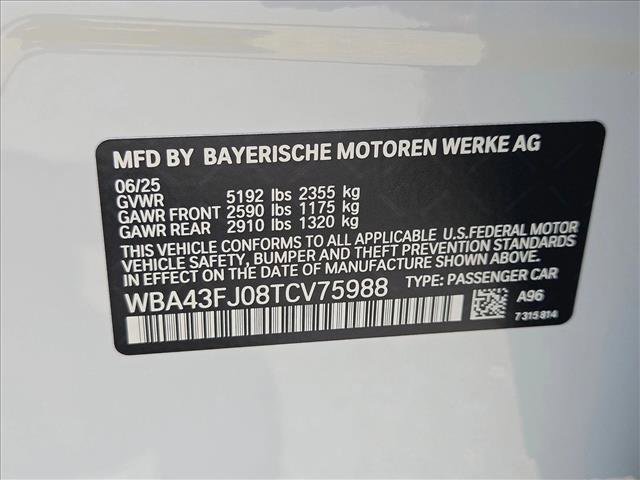 MFD BY BAYERISCHE MOTOREN WERKE AG
06/25
GVWR 5192 lbs 2355 kg
GAWR FRONT 2590 lbs 1175 kg
GAWR REAR 2910 lbs 1320 kg
THIS VEHICLE CONFORMS TO ALL APPLICABLE U.S.FEDERAL MOTOR
VEHICLE SAFETY, BUMPER, AND THEFT PREVENTION STANDARDS
IN EFFECT ON THE DATE OF MANUFACTURE SHOWN ABOVE.
WBA43FJ08TCV75988 TYPE: PASSENGER CAR
A96
7315814